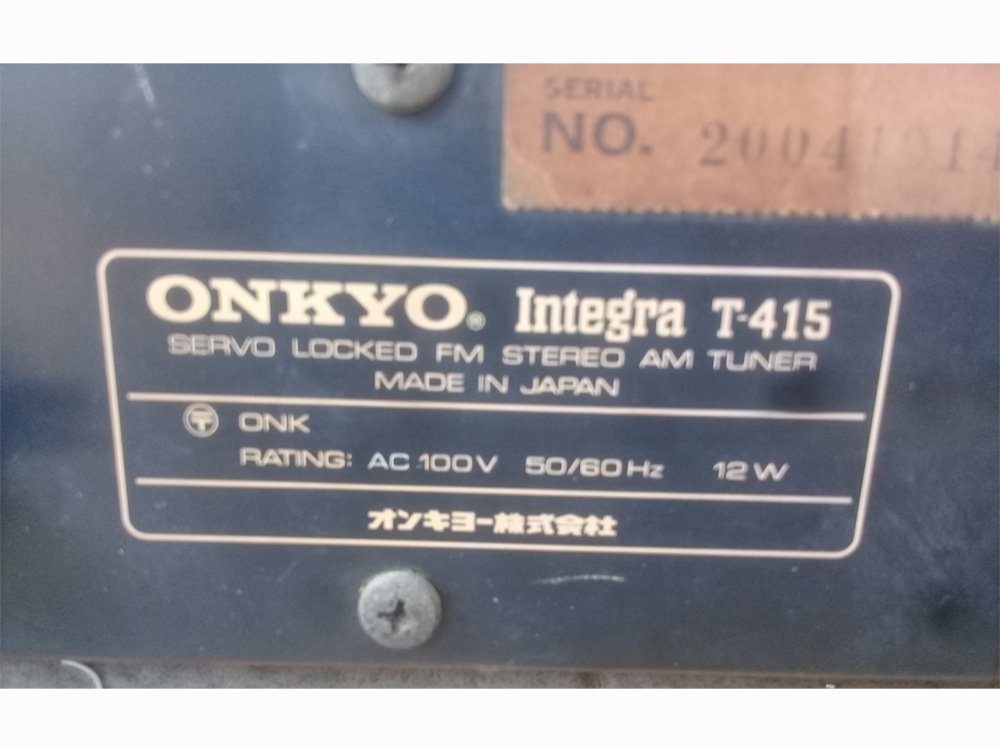 SERIAL
NO. 2004
ONKYO® Integra T-415
SERVO LOCKED FM STEREO AM TUNER
MADE IN JAPAN
〒 ONK
RATING: AC 100V 50/60Hz 12W
オンキヨー株式会社